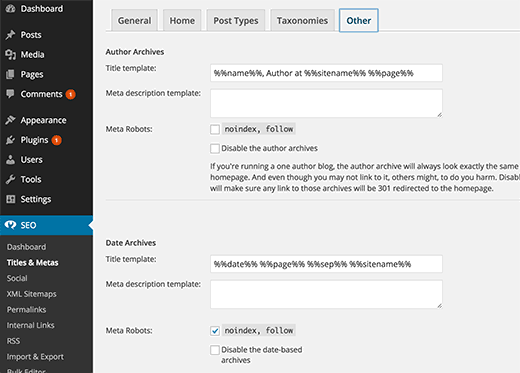 Dashboard
Posts
Media
Pages
Comments 1
Appearance
Plugins 1
Users
Tools
Settings
SEO
Dashboard
Titles & Metas
Social
XML Sitemaps
Permalinks
Internal Links
RSS
Import & Export
Bulk Editor
General Home Post Types Taxonomies Other
Author Archives
Title template: %%name%%, Author at %%sitename%% %%page%%
Meta description template:
Meta Robots: noindex, follow
Disable the author archives
If you're running a one author blog, the author archive will always look exactly the same
homepage. And even though you may not link to it, others might, to do you harm. Disabl
will make sure any link to those archives will be 301 redirected to the homepage.
Date Archives
Title template: %%date%% %%page%% %%sep%% %%sitename%%
Meta description template:
Meta Robots: noindex, follow
Disable the date-based
archives